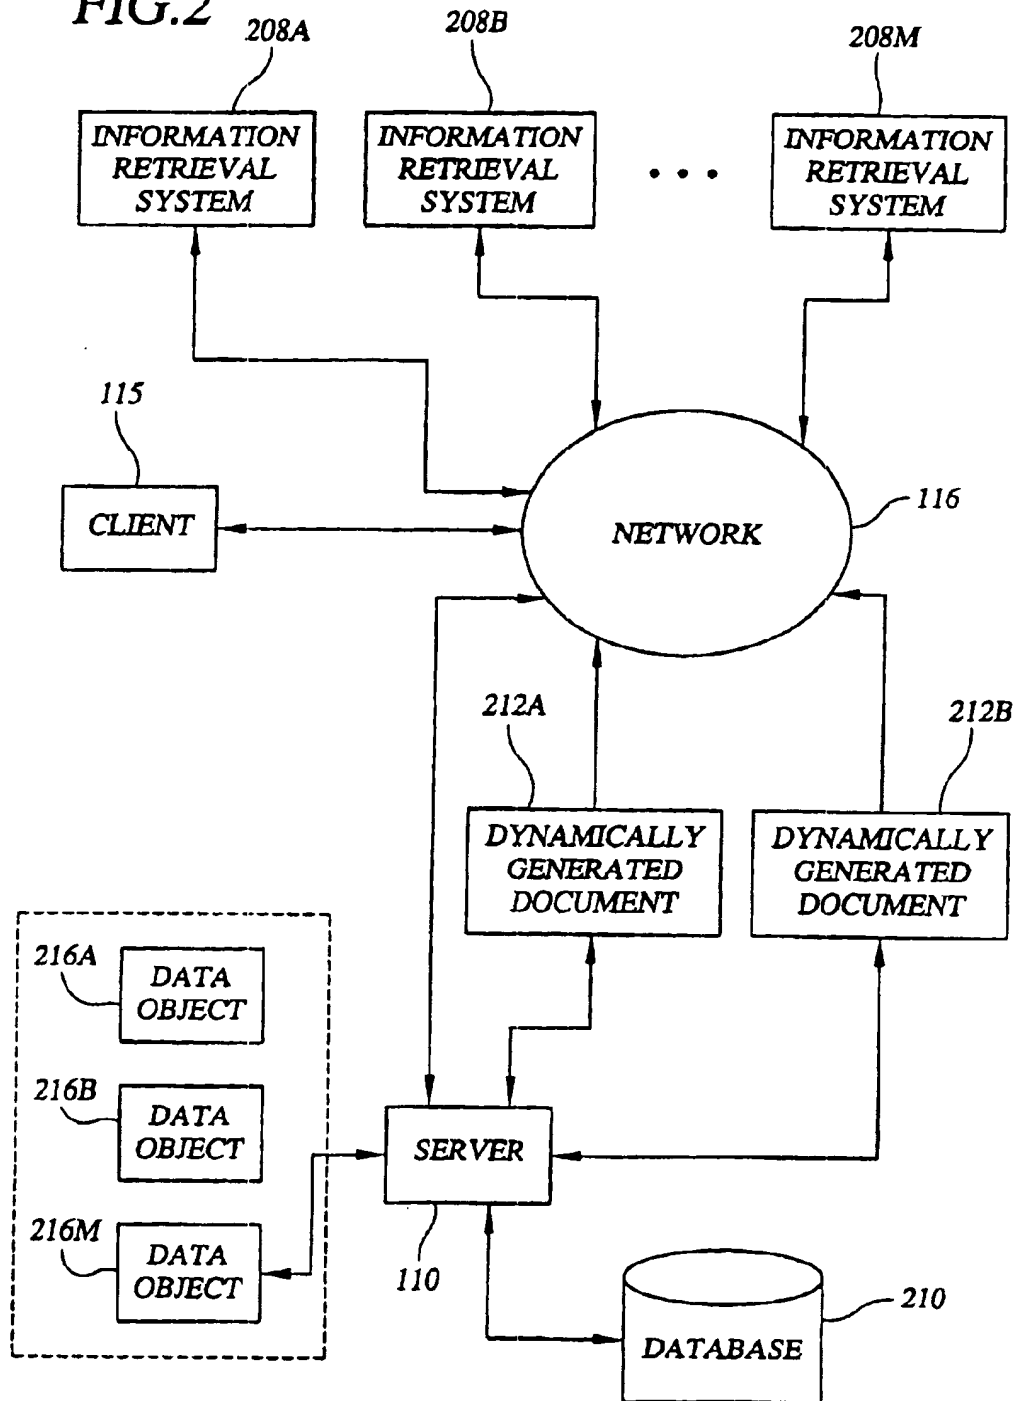 FIG.2
208A
208B
208M
INFORMATION
RETRIEVAL
SYSTEM
INFORMATION
RETRIEVAL
SYSTEM
INFORMATION
RETRIEVAL
SYSTEM
115
CLIENT
NETWORK
116
212A
212B
DYNAMICALLY
GENERATED
DOCUMENT
DYNAMICALLY
GENERATED
DOCUMENT
216A
DATA
OBJECT
216B
DATA
OBJECT
216M
DATA
OBJECT
SERVER
110
210
DATABASE